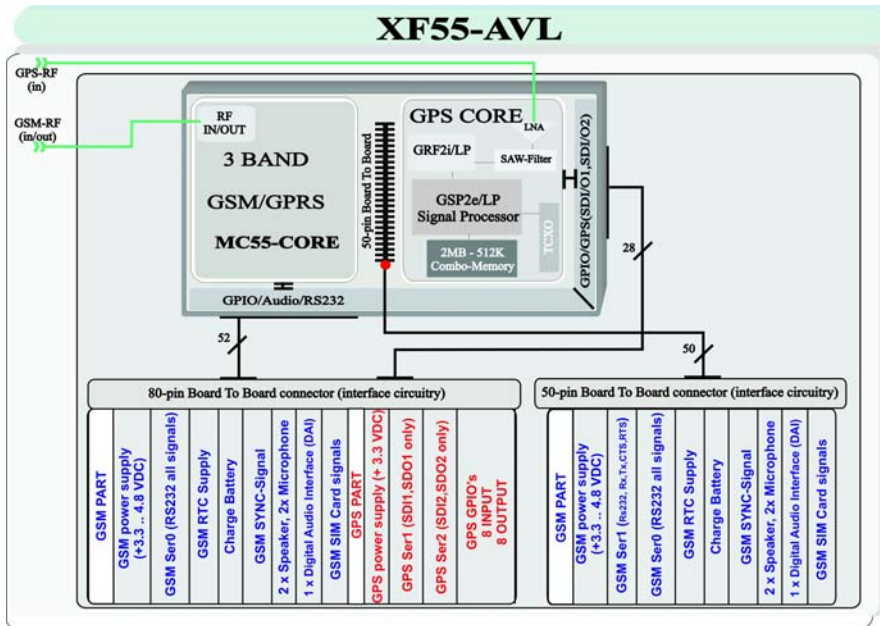 XF55-AVL
GPS-RF
(in)
GSM-RF
(in/out)
RF
IN/OUT
3 BAND
GSM/GPRS
MC55-CORE
50-pin Board To Board
GPS CORE
LNA
GRF2i/LP
SAW-Filter
GSP2e/LP
Signal Processor
TCXO
2MB - 512K
Combo-Memory
GPIO/GPS(SDI/O1,SDI/O2)
GPIO/Audio/RS232
28
52
50
80-pin Board To Board connector (interface circuitry)
GSM PART
GSM power supply
(+3.3 .. 4.8 VDC)
GSM Ser0 (RS232 all signals)
GSM RTC Supply
Charge Battery
GSM SYNC-Signal
2 x Speaker, 2x Microphone
1 x Digital Audio Interface (DAI)
GSM SIM Card signals
GPS PART
GPS power supply (+ 3.3 VDC)
GPS Ser1 (SDI1,SDO1 only)
GPS Ser2 (SDI2,SDO2 only)
GPS GPIO's
8 INPUT
8 OUTPUT
50-pin Board To Board connector (interface circuitry)
GSM PART
GSM power supply
(+3.3 .. 4.8 VDC)
GSM Ser1 (Rs232, Rx,Tx,CTS,RTS)
GSM Ser0 (RS232 all signals)
GSM RTC Supply
Charge Battery
GSM SYNC-Signal
2 x Speaker, 2x Microphone
1 x Digital Audio Interface (DAI)
GSM SIM Card signals